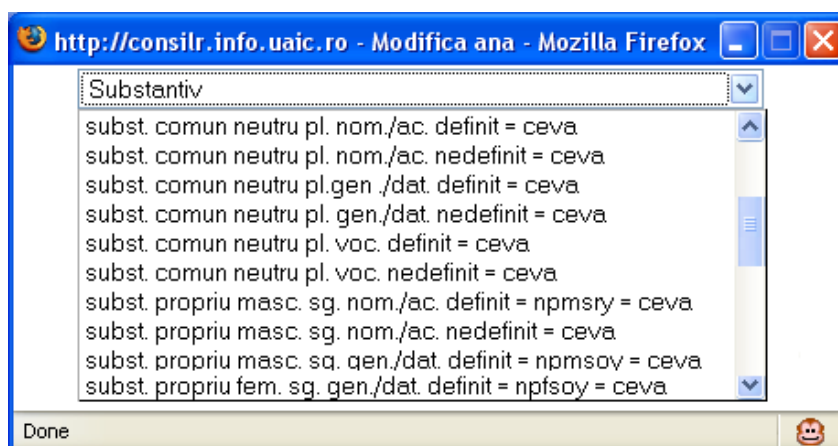 http://consilr.info.uaic.ro - Modifica ana - Mozilla Firefox
Substantiv
subst. comun neutru pl. nom./ac. definit = ceva
subst. comun neutru pl. nom./ac. nedefinit = ceva
subst. comun neutru pl.gen ./dat. definit = ceva
subst. comun neutru pl. gen./dat. nedefinit = ceva
subst. comun neutru pl. voc. definit = ceva
subst. comun neutru pl. voc. nedefinit = ceva
subst. propriu masc. sg. nom./ac. definit = npmsry = ceva
subst. propriu masc. sg. nom./ac. nedefinit = ceva
subst. propriu masc. sg. gen./dat. definit = npmsoy = ceva
subst. propriu fem. sg. gen./dat. definit = npfsoy = ceva
Done